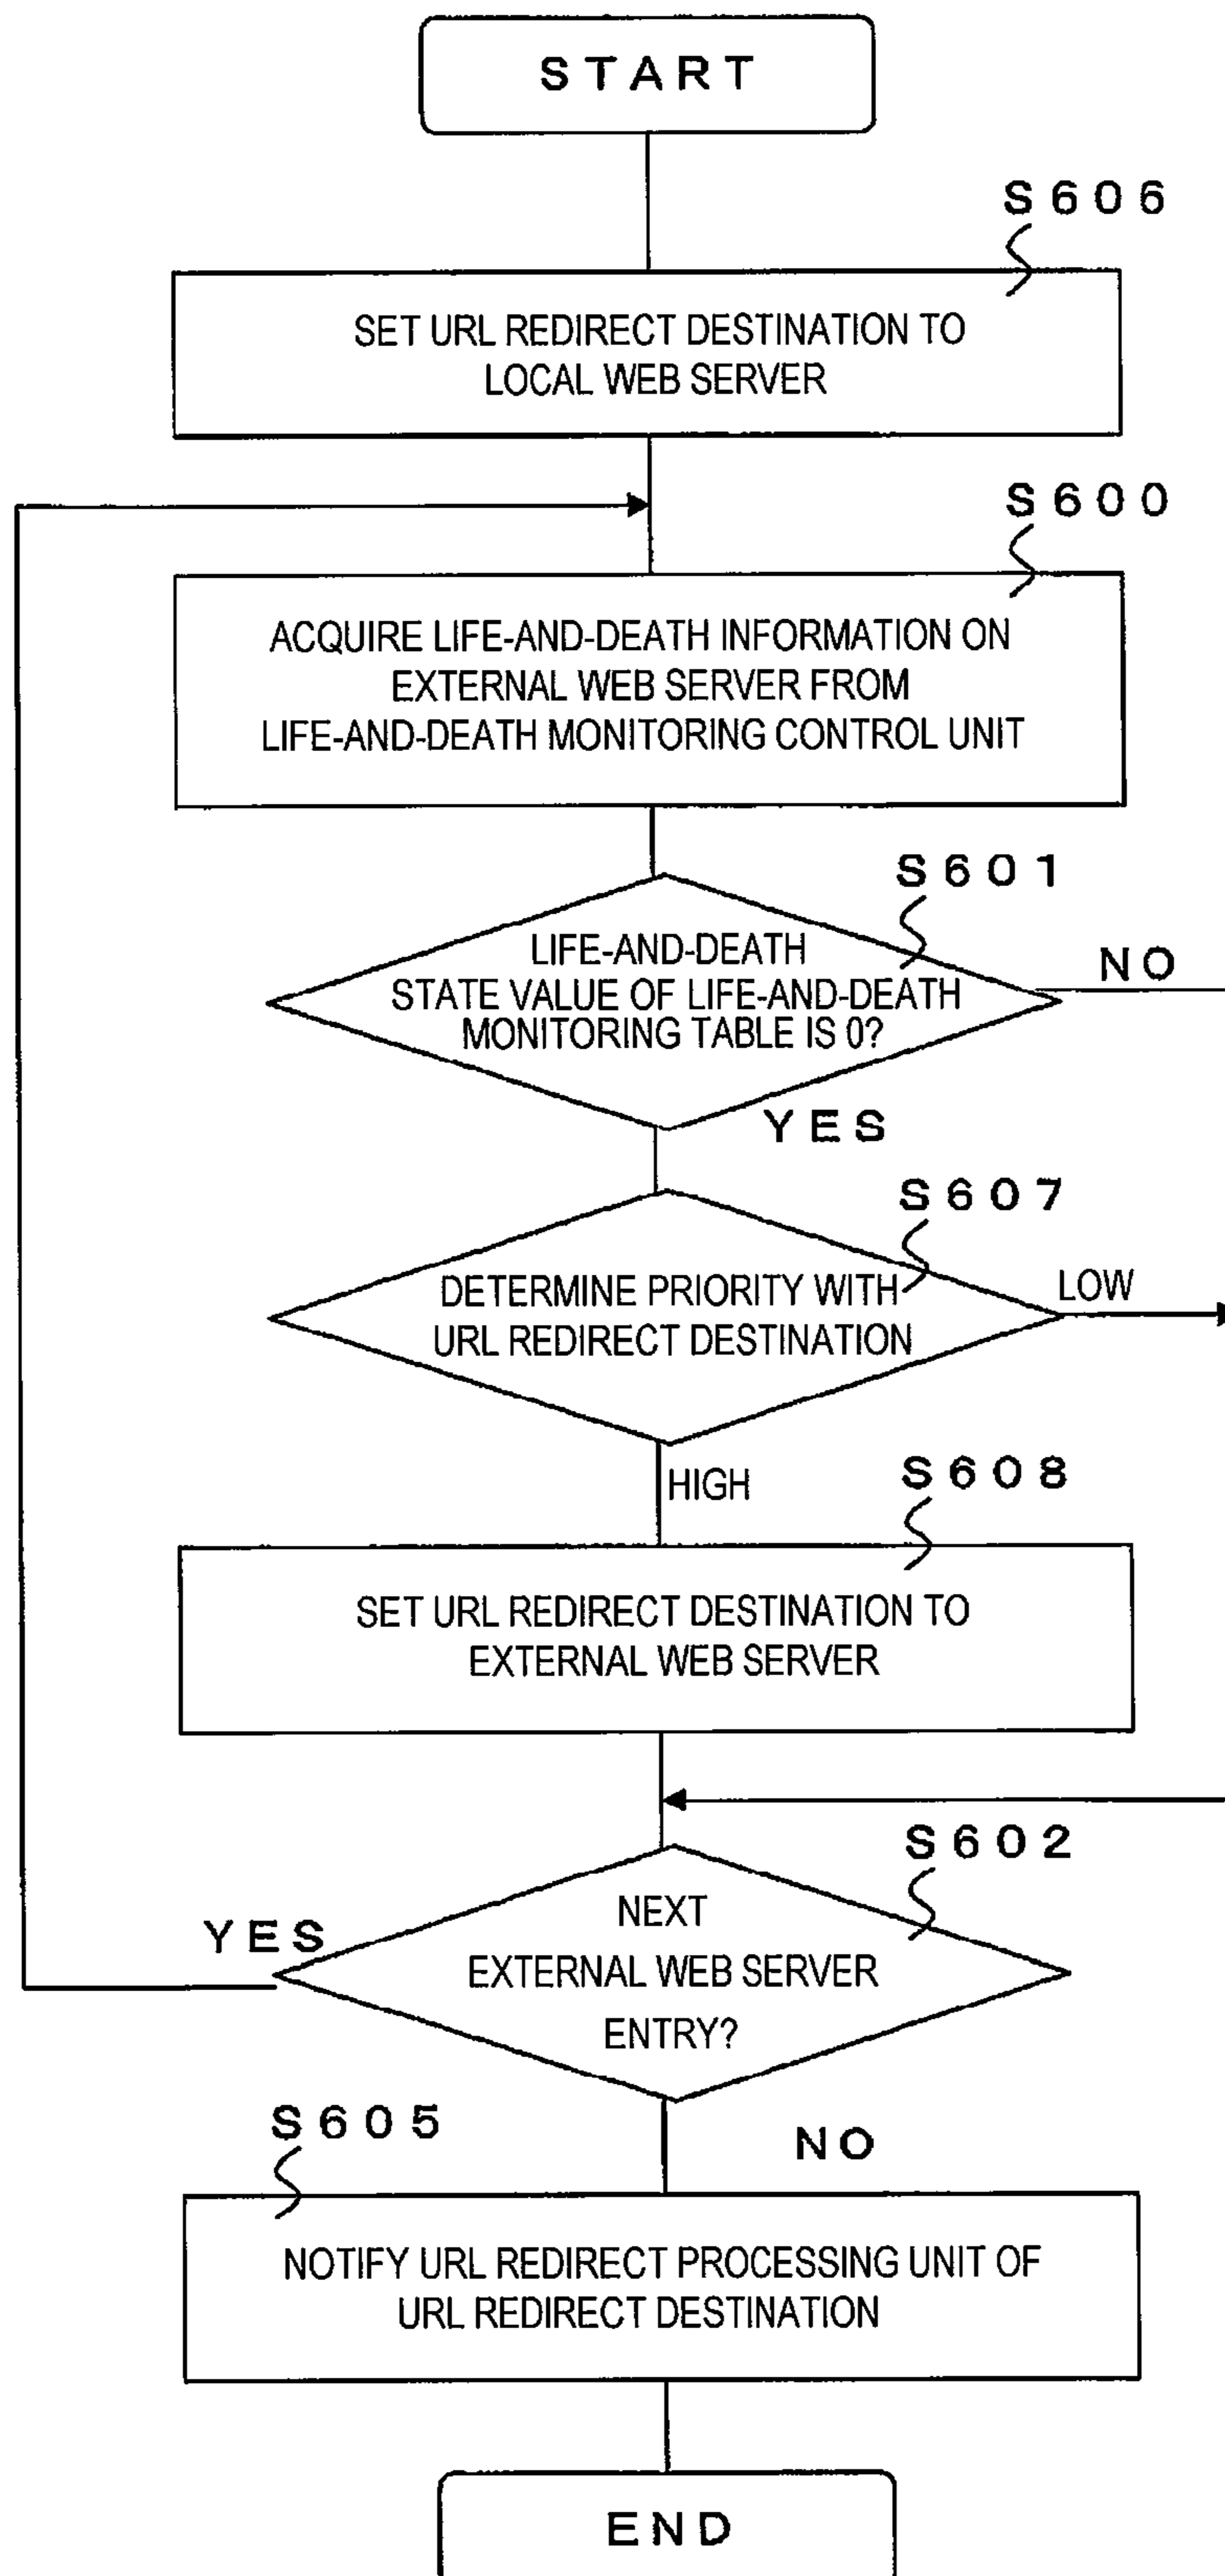 START
S606
SET URL REDIRECT DESTINATION TO
LOCAL WEB SERVER
S600
ACQUIRE LIFE-AND-DEATH INFORMATION ON
EXTERNAL WEB SERVER FROM
LIFE-AND-DEATH MONITORING CONTROL UNIT
S601
LIFE-AND-DEATH
STATE VALUE OF LIFE-AND-DEATH
MONITORING TABLE IS 0?
NO
YES
S607
DETERMINE PRIORITY WITH
URL REDIRECT DESTINATION
LOW
HIGH
S608
SET URL REDIRECT DESTINATION TO
EXTERNAL WEB SERVER
S602
NEXT
EXTERNAL WEB SERVER
ENTRY?
YES
NO
S605
NOTIFY URL REDIRECT PROCESSING UNIT OF
URL REDIRECT DESTINATION
END